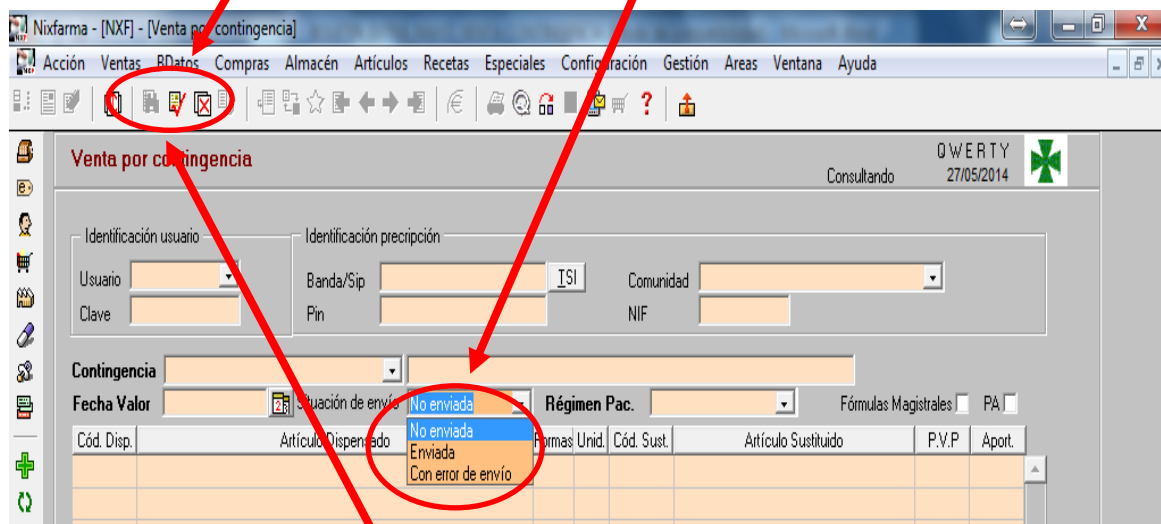 Nixfarma - [NXF] - [Venta por contingencia]
Acción Ventas BDatos Compras Almacén Artículos Recetas Especiales Configuración Gestión Areas Ventana Ayuda
Venta por contingencia
QWERTY
Consultando 27/05/2014
Identificación usuario Identificación precripción
Usuario Banda/Sip TSI Comunidad
Clave Pin NIF
Contingencia
Fecha Valor Situación de envío No enviada Régimen Pac. Fórmulas Magistrales PA
No enviada
Enviada
Con error de envío
Cód. Disp. Artículo Dispensado Formas Unid. Cód. Sust. Artículo Sustituido P.V.P Aport.